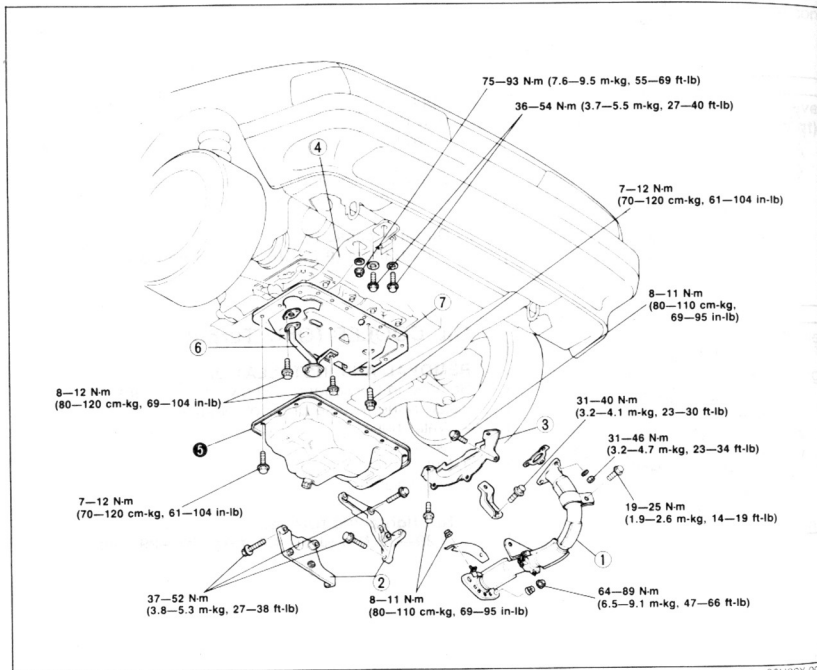 75—93 N·m (7.6—9.5 m-kg, 55—69 ft-lb)
36—54 N·m (3.7—5.5 m-kg, 27—40 ft-lb)
4
7—12 N·m
(70—120 cm-kg, 61—104 in-lb)
8—11 N·m
(80—110 cm-kg,
69—95 in-lb)
7
6
8—12 N·m
(80—120 cm-kg, 69—104 in-lb)
31—40 N·m
(3.2—4.1 m-kg, 23—30 ft-lb)
3
5
31—46 N·m
(3.2—4.7 m-kg, 23—34 ft-lb)
7—12 N·m
(70—120 cm-kg, 61—104 in-lb)
19—25 N·m
(1.9—2.6 m-kg, 14—19 ft-lb)
1
2
37—52 N·m
(3.8—5.3 m-kg, 27—38 ft-lb)
8—11 N·m
(80—110 cm-kg, 69—95 in-lb)
64—89 N·m
(6.5—9.1 m-kg, 47—66 ft-lb)